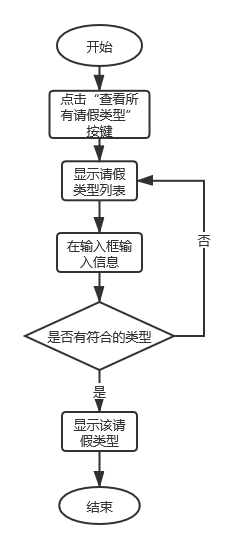 开始
点击“查看所
有请假类型”
按键
显示请假
类型列表
否
在输入框输
入信息
是否有符合的类型
是
显示该请
假类型
结束